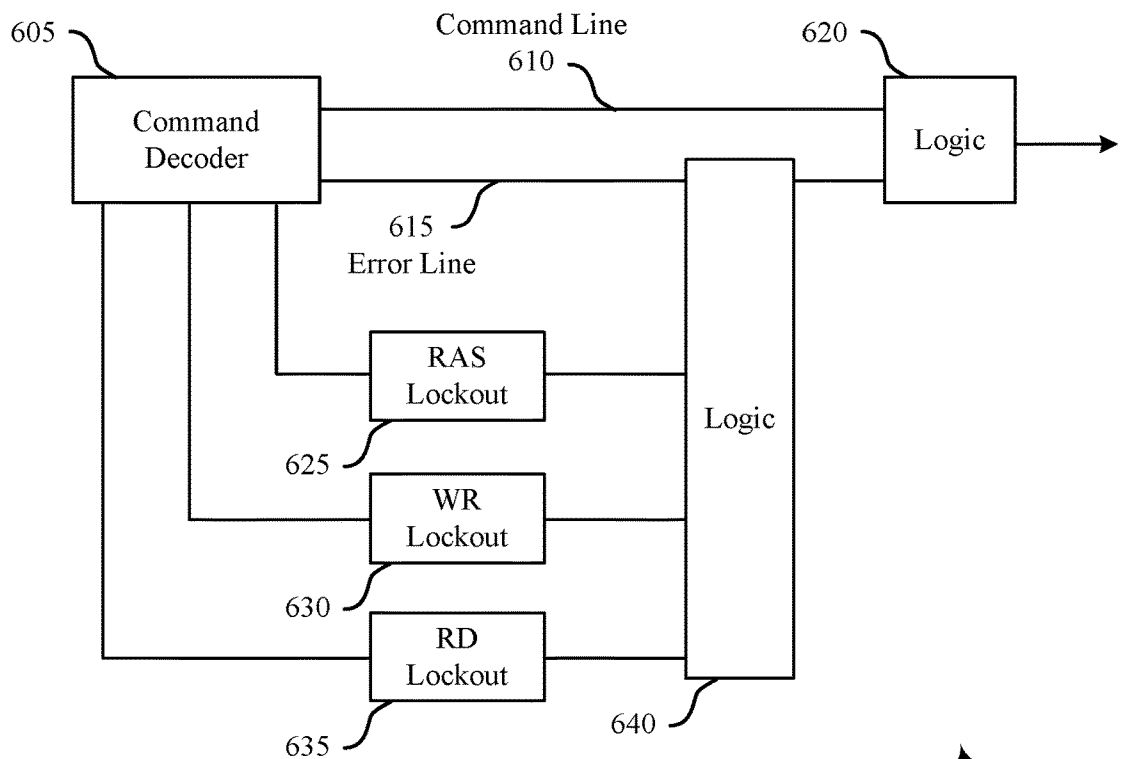 605
Command Line
610
620
Command
Decoder
Logic
615
Error Line
RAS
Lockout
Logic
625
WR
Lockout
630
RD
Lockout
640
635